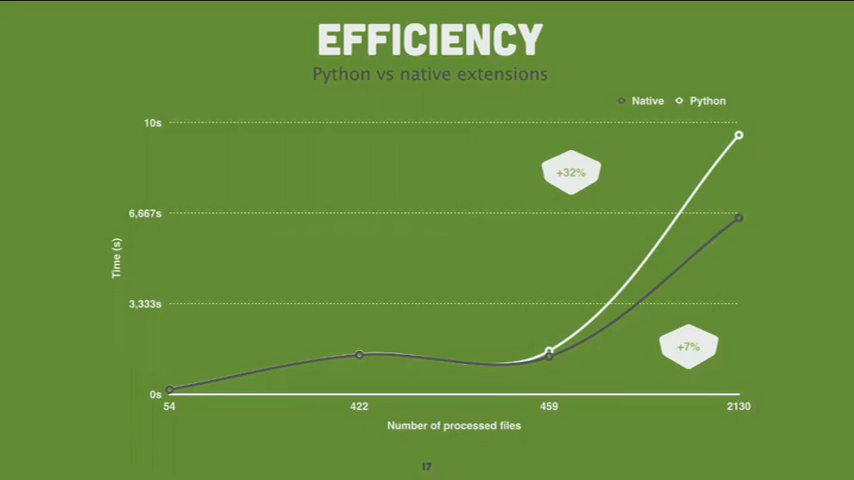 EFFICIENCY
Python vs native extensions
Native Python
10s
+32%
6,667s
Time (s)
3,333s
+7%
0s
54 422 459 2130
Number of processed files
17